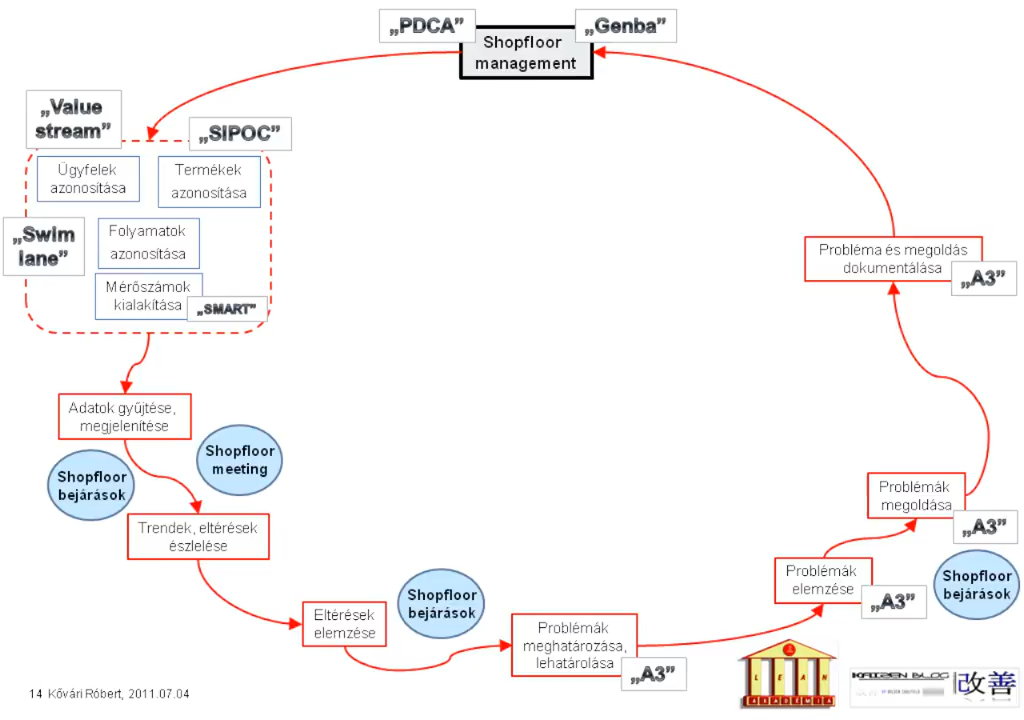 „PDCA”
„Genba”
Shopfloor
management
„Value
stream”
„SIPOC”
Ügyfelek
azonosítása
Termékek
azonosítása
„Swim
lane”
Folyamatok
azonosítása
Mérőszámok
kialakítása
„SMART”
Probléma és megoldás
dokumentálása
„A3”
Adatok gyűjtése,
megjelenítése
Shopfloor
meeting
Shopfloor
bejárások
Trendek, eltérések
észlelése
Problémák
megoldása
„A3”
Problémák
elemzése
„A3”
Shopfloor
bejárások
Eltérések
elemzése
Shopfloor
bejárások
Problémák
meghatározása,
lehatárolása
„A3”
L E A N
KAIZEN BLOG
改善
14 Kővári Róbert, 2011.07.04